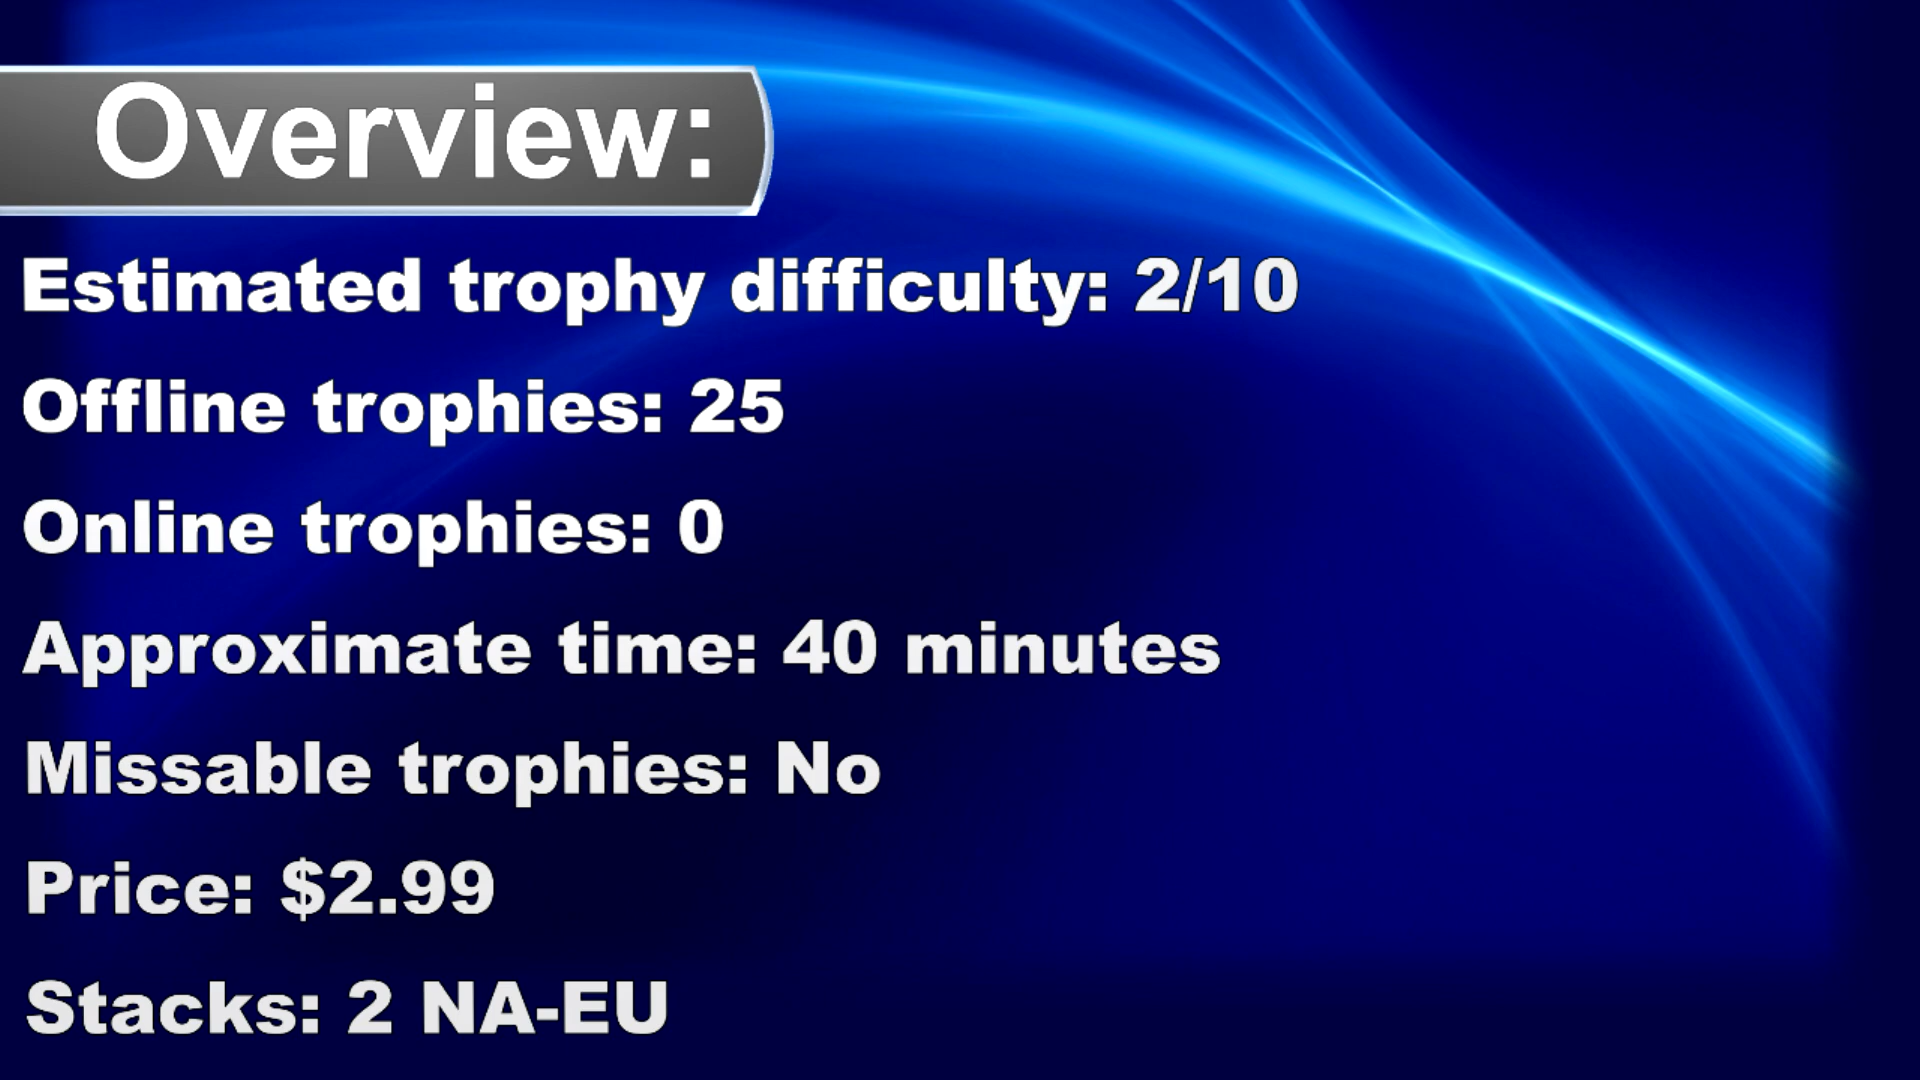 Overview:
Estimated trophy difficulty: 2/10
Offline trophies: 25
Online trophies: 0
Approximate time: 40 minutes
Missable trophies: No
Price: $2.99
Stacks: 2 NA-EU